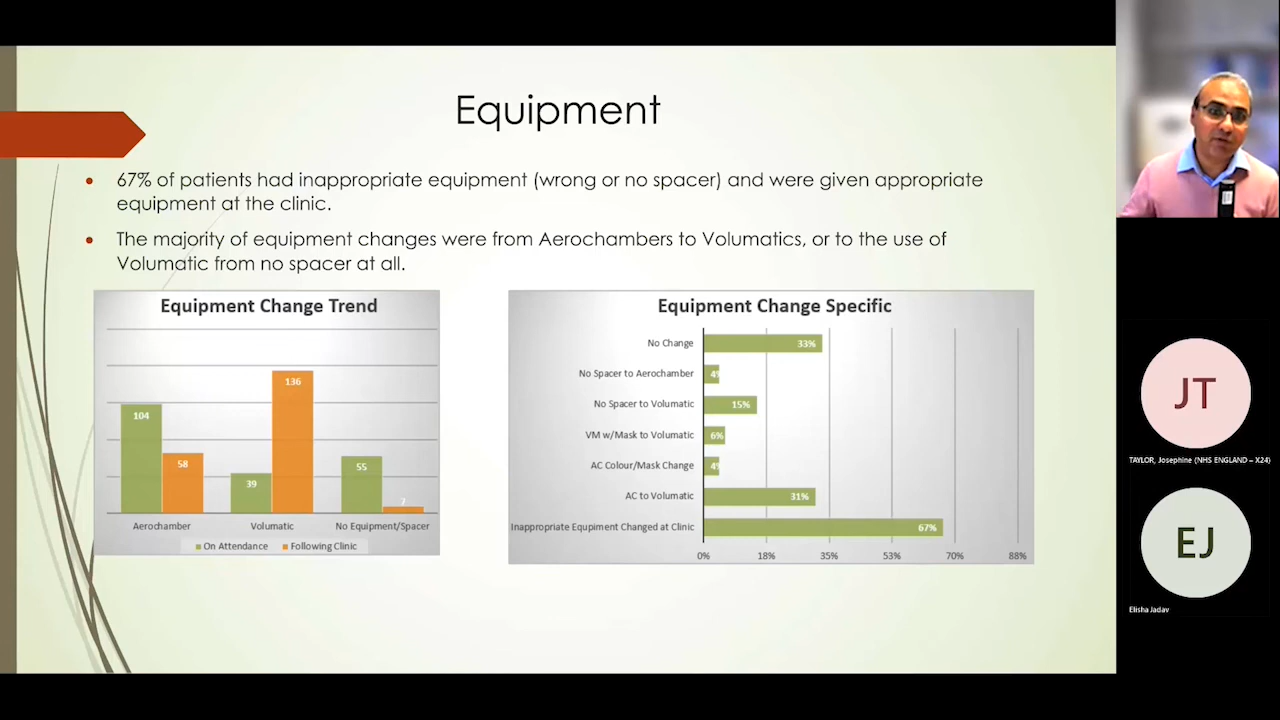 Equipment
67% of patients had inappropriate equipment (wrong or no spacer) and were given appropriate
equipment at the clinic.
The majority of equipment changes were from Aerochambers to Volumatics, or to the use of
Volumatic from no spacer at all.
Equipment Change Trend
104
58
39
136
55
7
Aerochamber Volumatic No Equipment/Spacer
On Attendance Following Clinic
Equipment Change Specific
No Change 33%
No Spacer to Aerochamber 4%
No Spacer to Volumatic 15%
VM w/Mask to Volumatic 6%
AC Colour/Mask Change 4%
AC to Volumatic 31%
Inappropriate Equipiment Changed at Clinic 67%
0% 18% 35% 53% 70% 88%
JT
TAYLOR, Josephine (NHS ENGLAND – X24)
EJ
Elisha Jadav